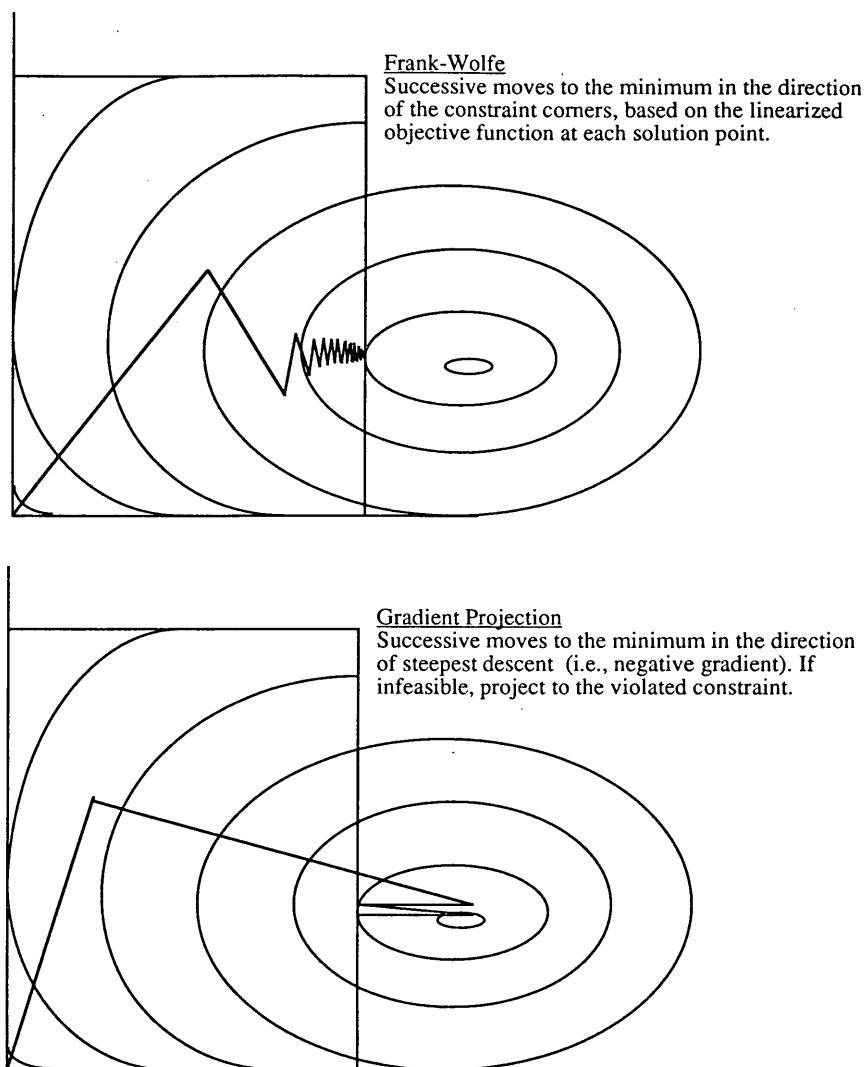 Frank-Wolfe
Successive moves to the minimum in the direction
of the constraint corners, based on the linearized
objective function at each solution point.
Gradient Projection
Successive moves to the minimum in the direction
of steepest descent (i.e., negative gradient). If
infeasible, project to the violated constraint.